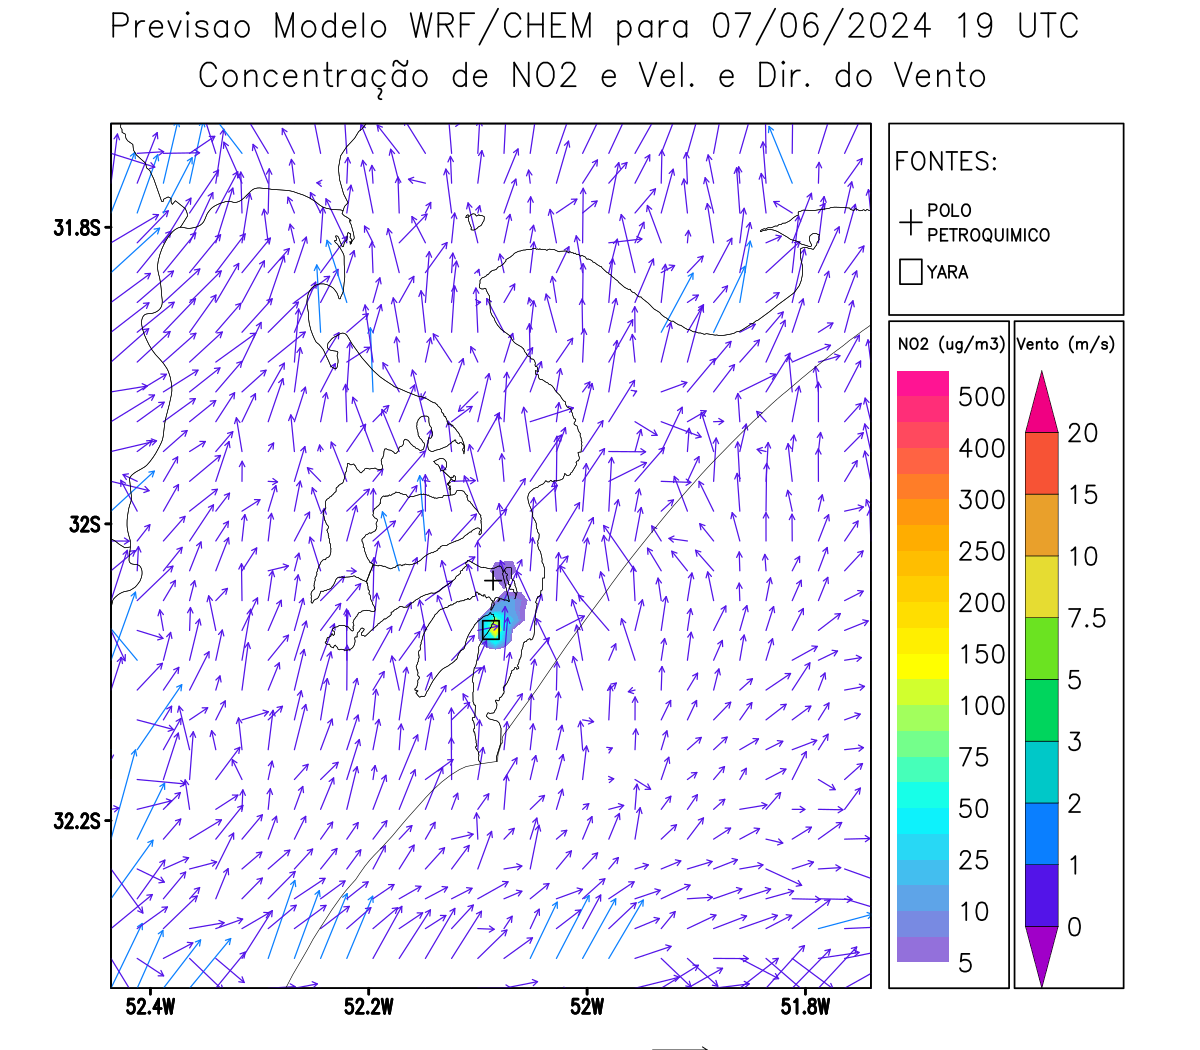 Previsao Modelo WRF/CHEM para 07/06/2024 19 UTC
Concentração de NO2 e Vel. e Dir. do Vento
FONTES:
POLO
PETROQUIMICO
YARA
NO2 (ug/m3)
500
400
300
250
200
150
100
75
50
25
10
5
Vento (m/s)
20
15
10
7.5
5
3
2
1
0
31.8S
32S
32.2S
52.4W
52.2W
52W
51.8W